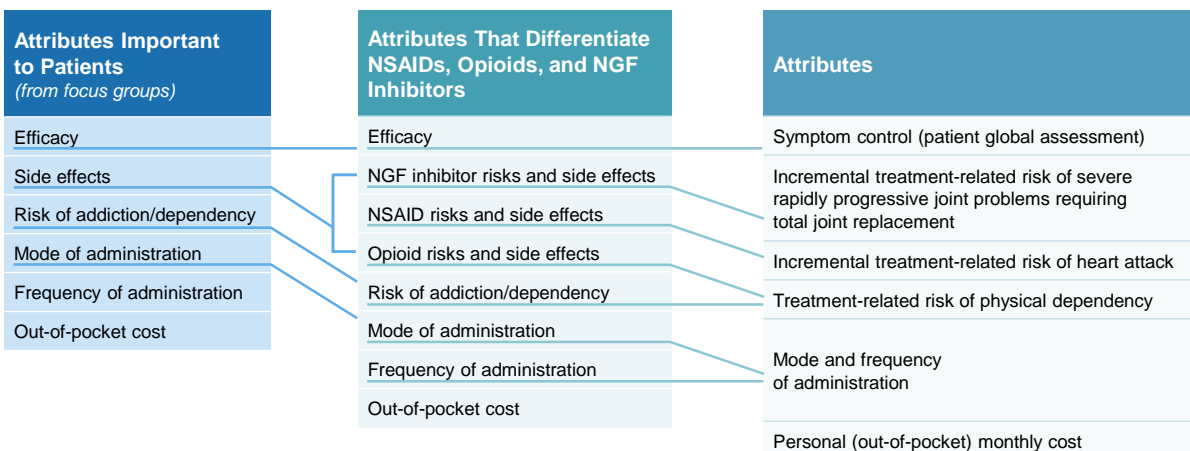 Attributes Important
to Patients
(from focus groups)
Efficacy
Side effects
Risk of addiction/dependency
Mode of administration
Frequency of administration
Out-of-pocket cost
Attributes That Differentiate
NSAIDs, Opioids, and NGF
Inhibitors
Efficacy
NGF inhibitor risks and side effects
NSAID risks and side effects
Opioid risks and side effects
Risk of addiction/dependency
Mode of administration
Frequency of administration
Out-of-pocket cost
Attributes
Symptom control (patient global assessment)
Incremental treatment-related risk of severe
rapidly progressive joint problems requiring
total joint replacement
Incremental treatment-related risk of heart attack
Treatment-related risk of physical dependency
Mode and frequency
of administration
Personal (out-of-pocket) monthly cost